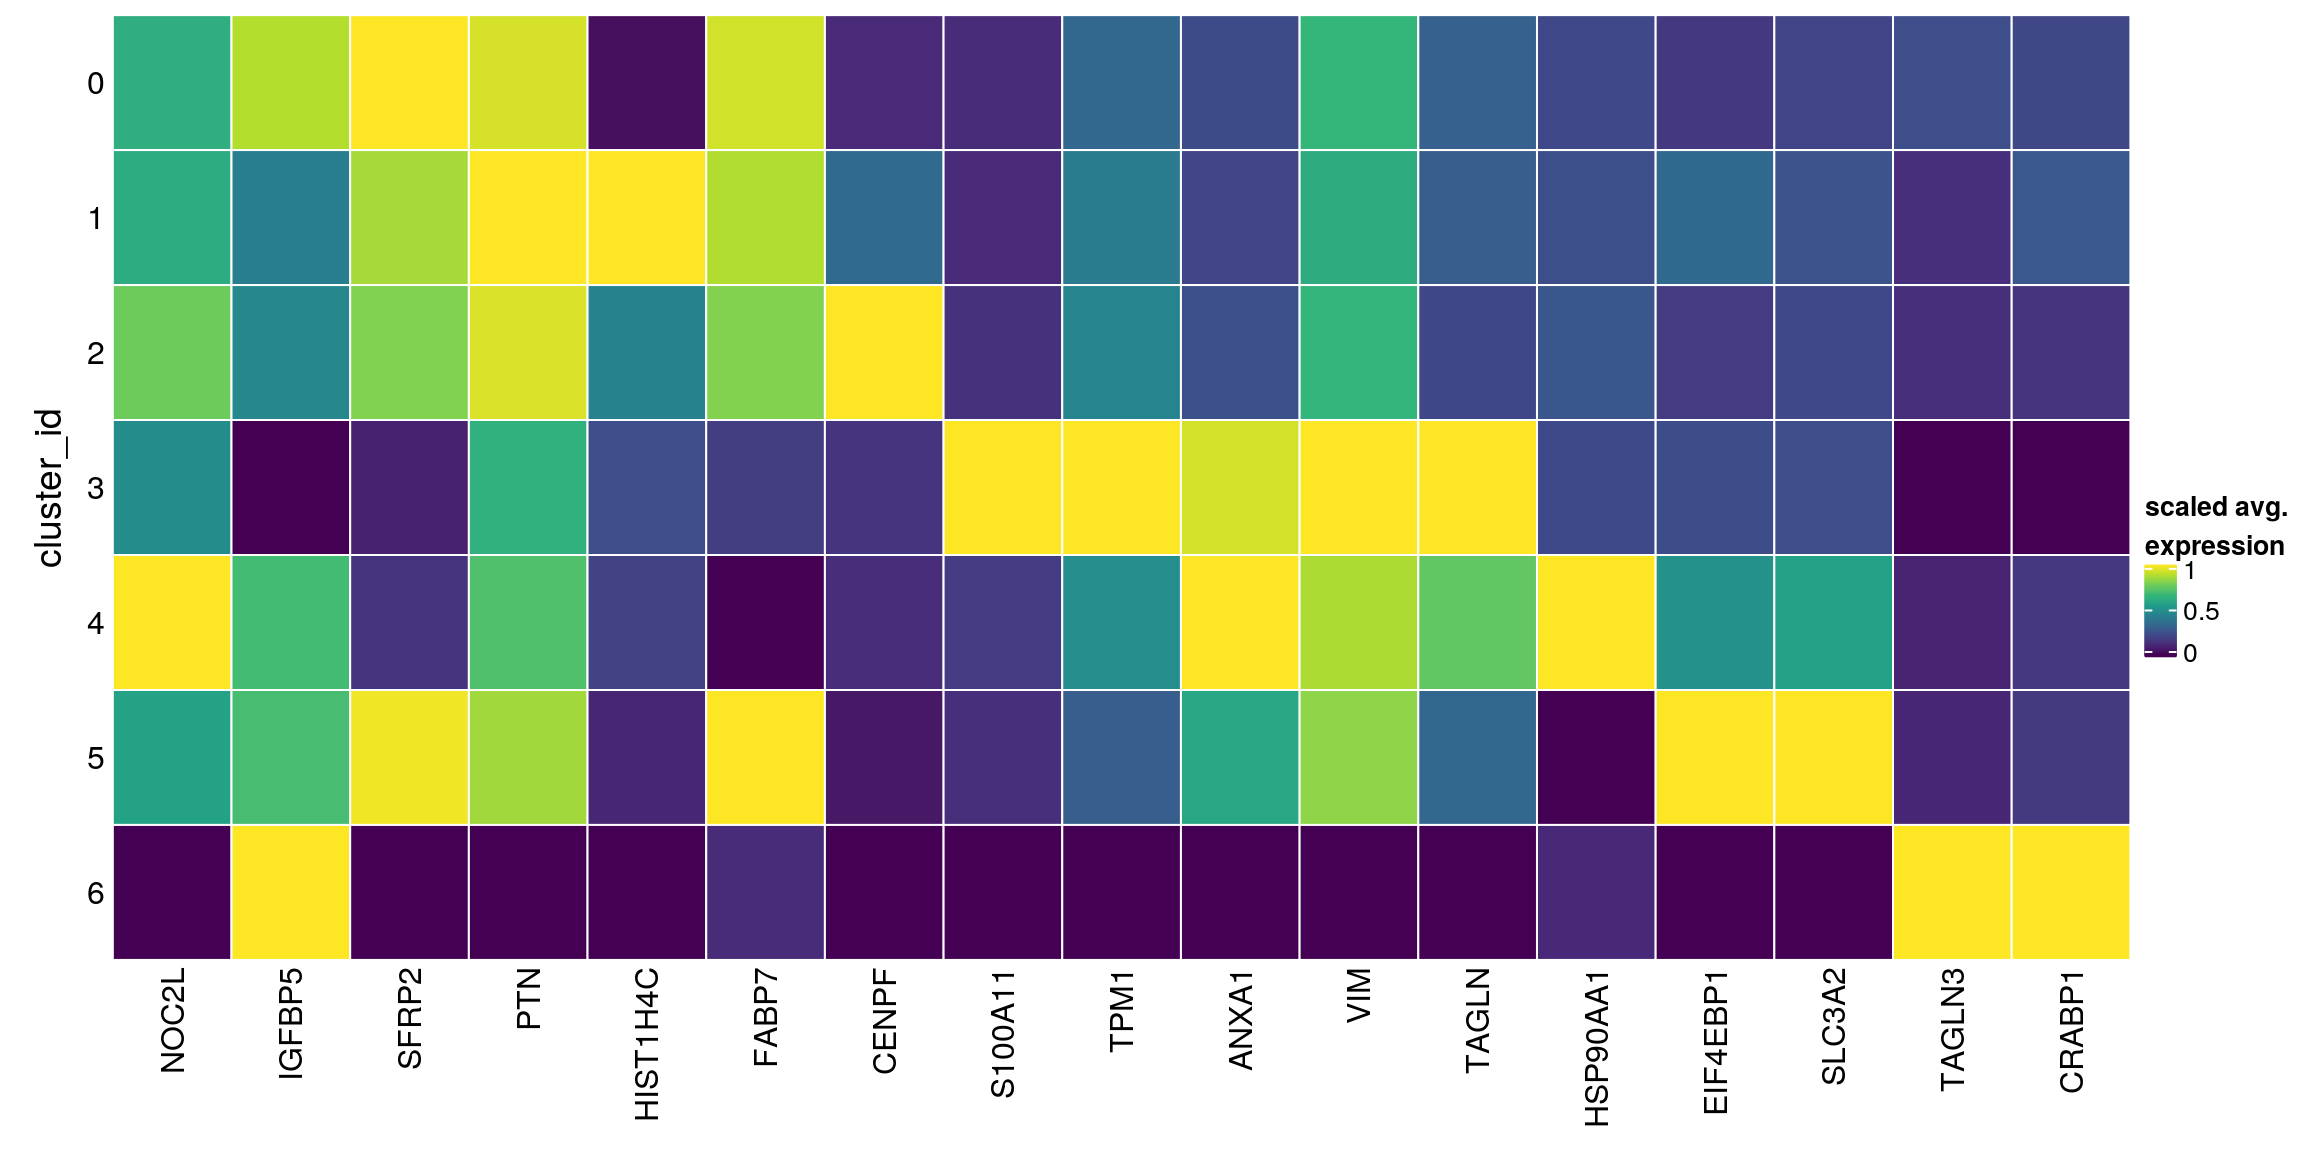 0
1
2
3
4
5
6
cluster_id
NOC2L
IGFBP5
SFRP2
PTN
HIST1H4C
FABP7
CENPF
S100A11
TPM1
ANXA1
VIM
TAGLN
HSP90AA1
EIF4EBP1
SLC3A2
TAGLN3
CRABP1
scaled avg.
expression
1
0.5
0